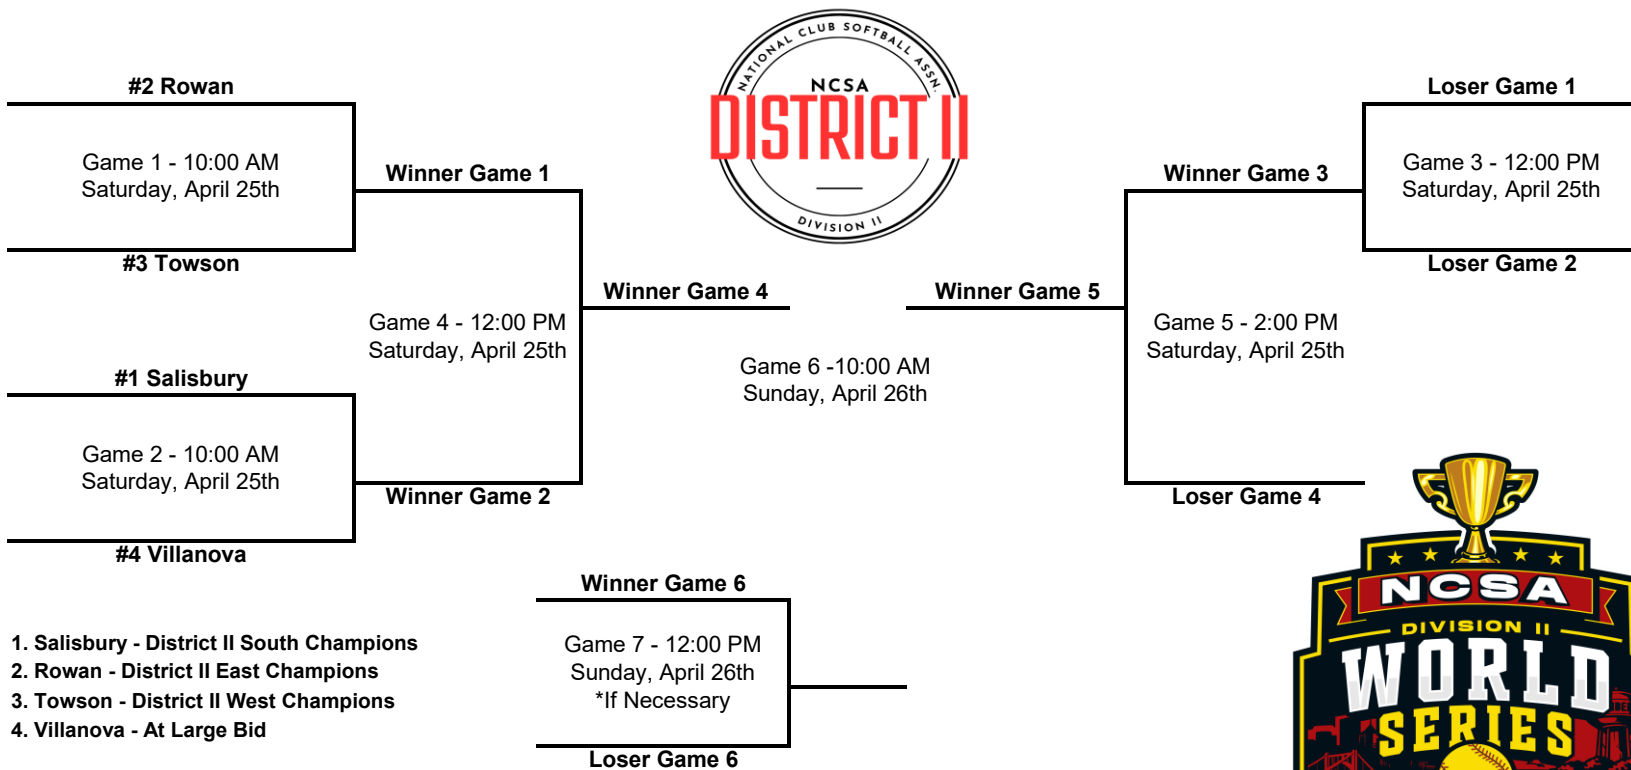 NATIONAL CLUB SOFTBALL ASSN.
NCSA
DISTRICT II
DIVISION II
#2 Rowan
Game 1 - 10:00 AM
Saturday, April 25th
#3 Towson
Winner Game 1
Game 4 - 12:00 PM
Saturday, April 25th
Winner Game 2
#1 Salisbury
Game 2 - 10:00 AM
Saturday, April 25th
#4 Villanova
Winner Game 4
Game 6 -10:00 AM
Sunday, April 26th
Winner Game 5
Winner Game 3
Game 5 - 2:00 PM
Saturday, April 25th
Loser Game 4
Loser Game 1
Game 3 - 12:00 PM
Saturday, April 25th
Loser Game 2
Winner Game 6
Game 7 - 12:00 PM
Sunday, April 26th
*If Necessary
Loser Game 6
1. Salisbury - District II South Champions
2. Rowan - District II East Champions
3. Towson - District II West Champions
4. Villanova - At Large Bid
NCSA
DIVISION II
WORLD
SERIES